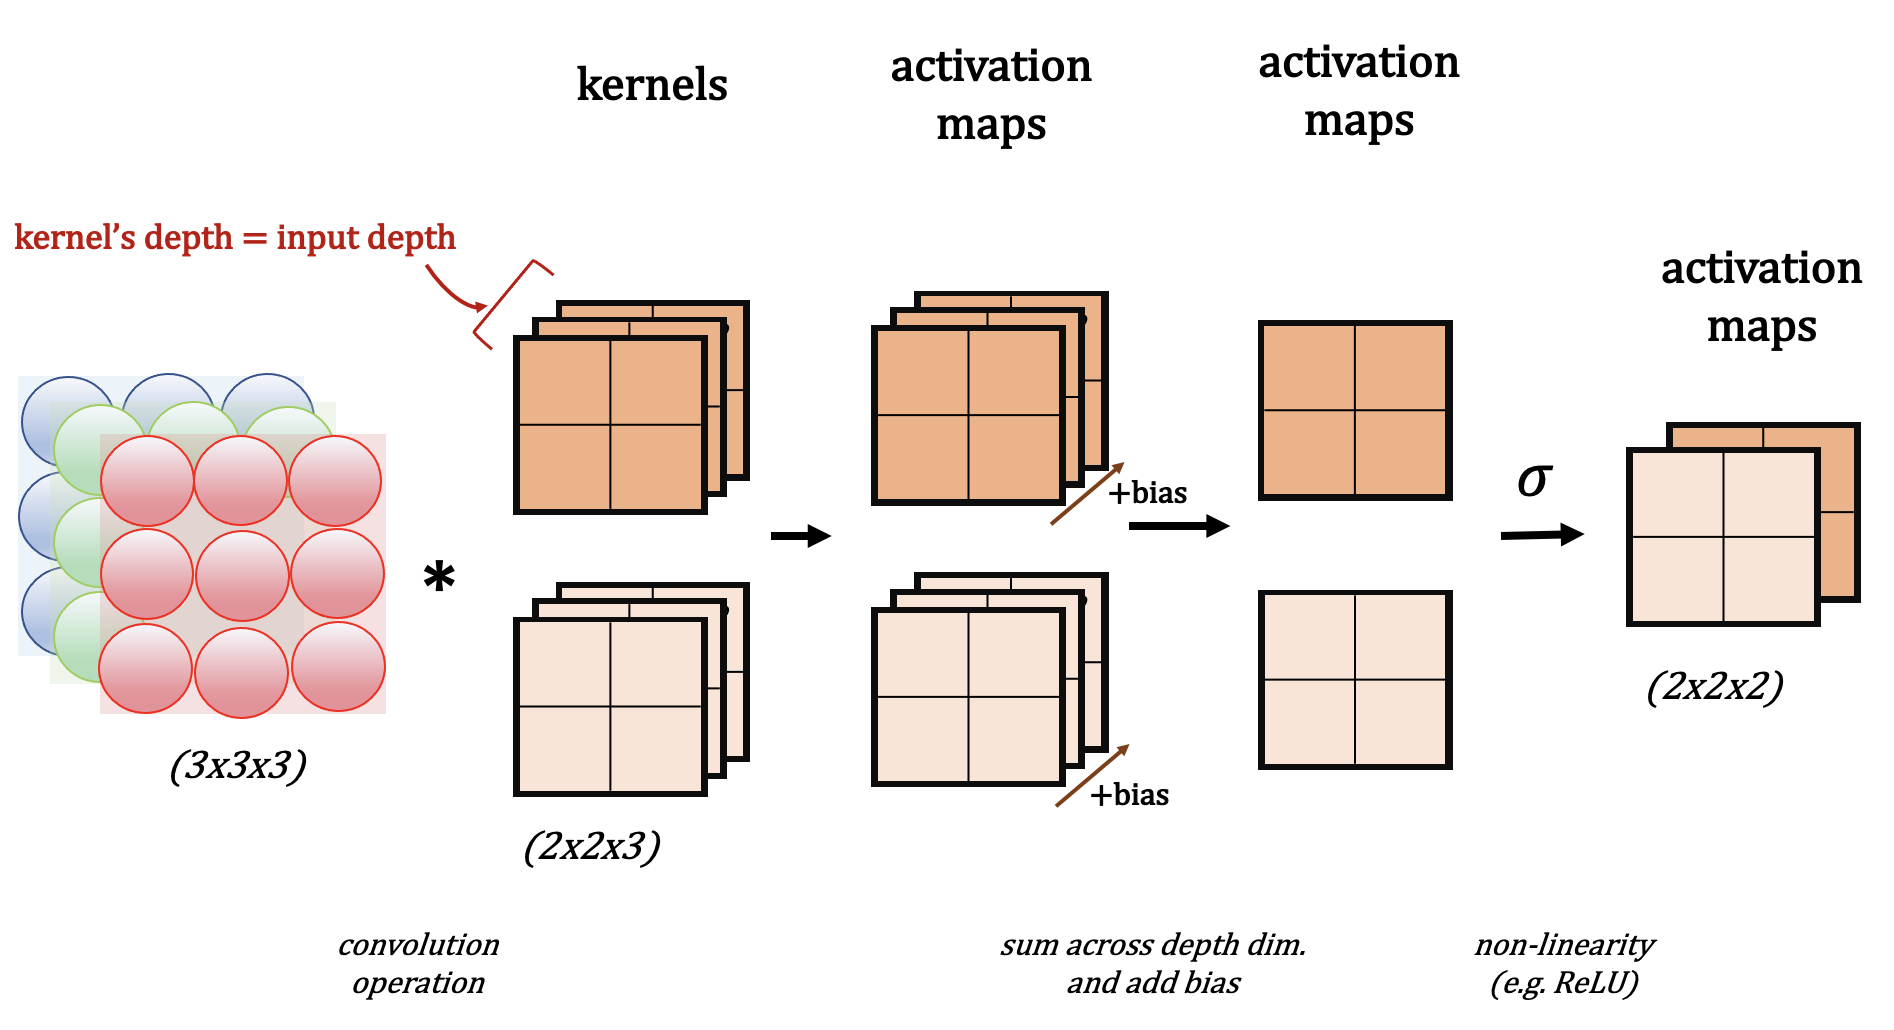 kernels
activation
maps
activation
maps
kernel's depth = input depth
activation
maps
*
+bias
σ
+bias
(3x3x3)
(2x2x3)
(2x2x2)
convolution
operation
sum across depth dim.
and add bias
non-linearity
(e.g. ReLU)